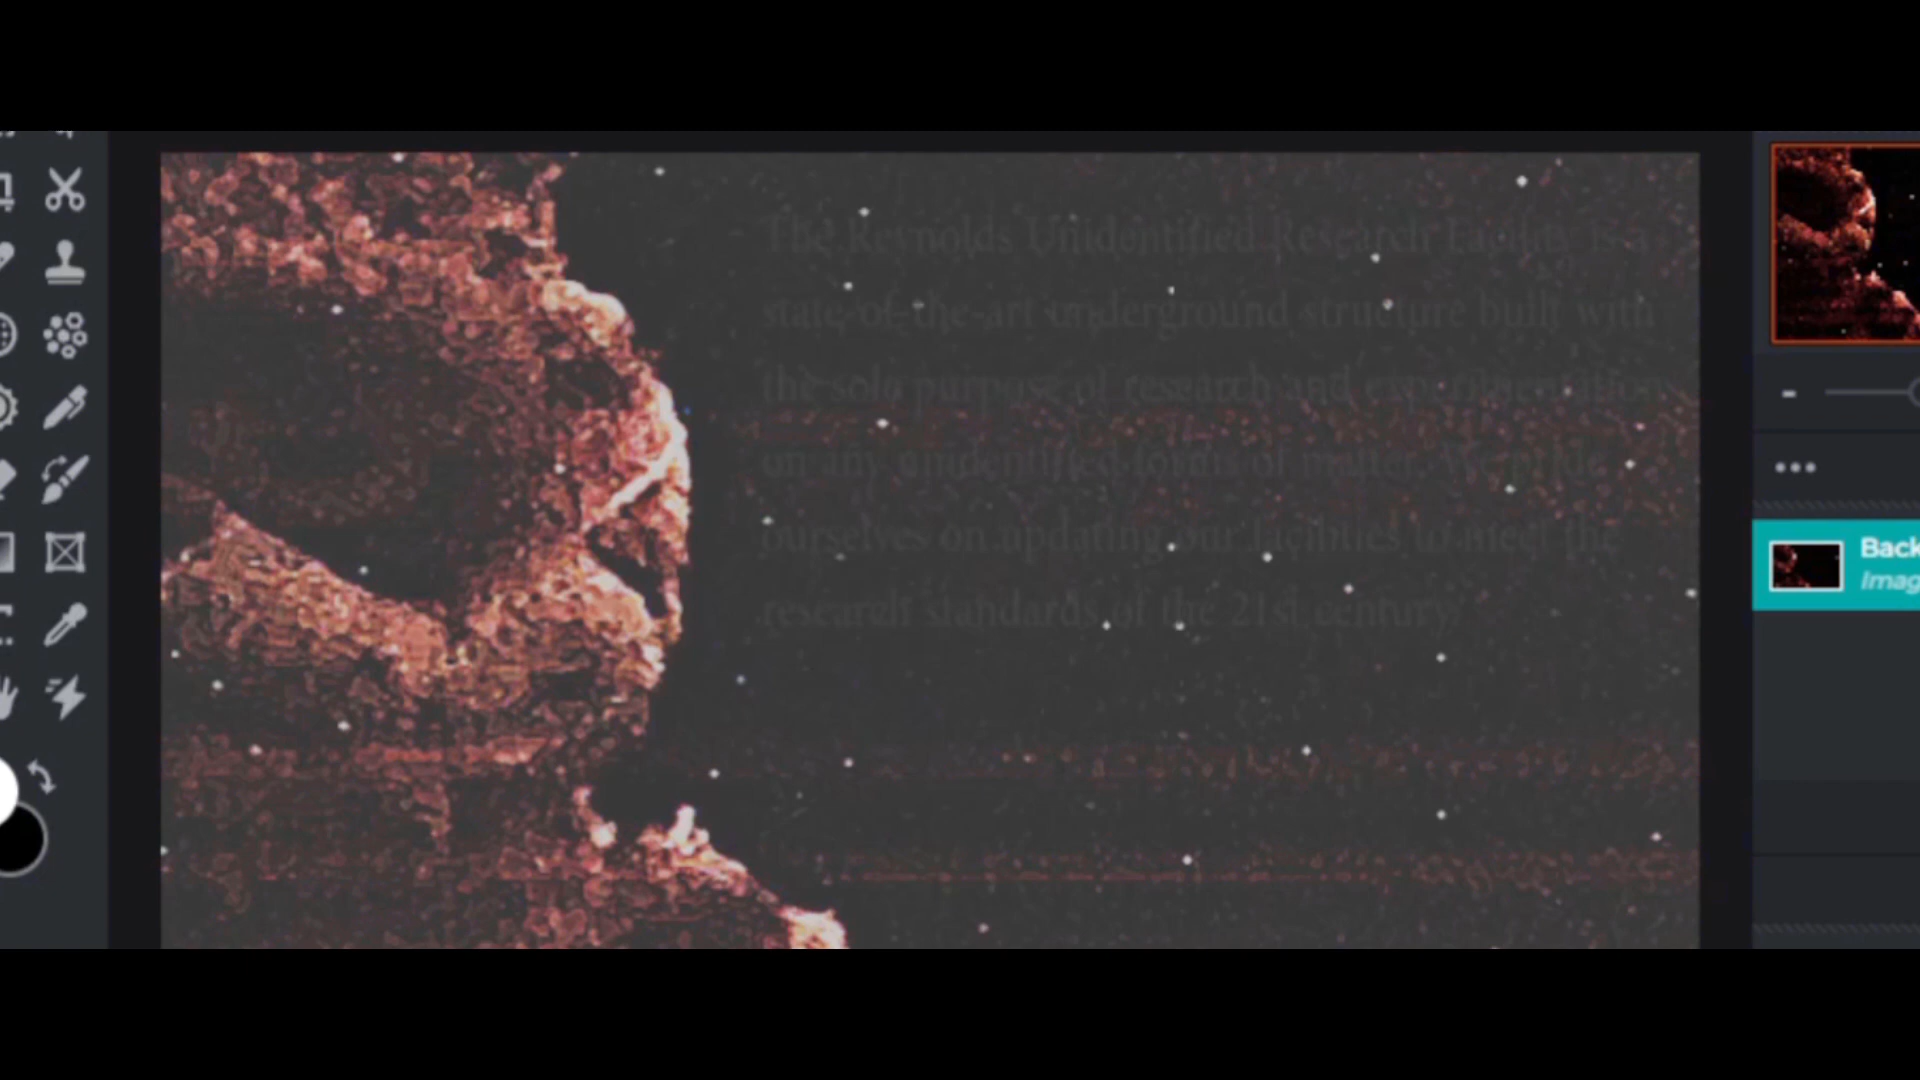 The Reynolds Unidentified Research Facility is a
state-of-the-art underground structure built with
the sole purpose of research and experimentation
on any unidentified forms of matter. We pride
ourselves on updating our facilities to meet the
research standards of the 21st century.
Back
Imag